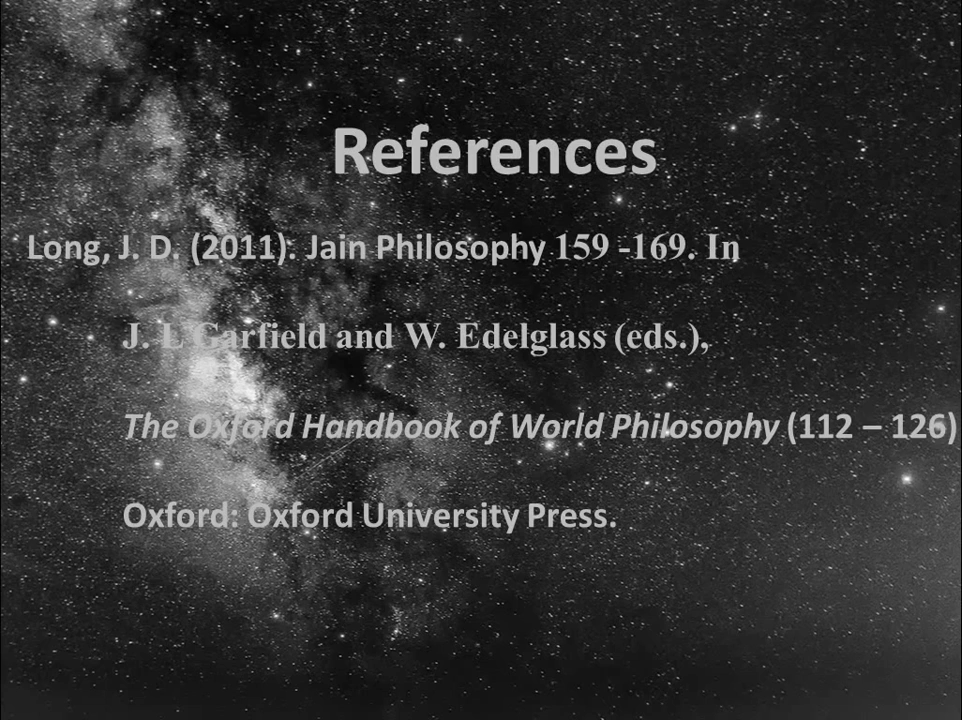 References
Long, J. D. (2011). Jain Philosophy 159 -169. In
J. L Garfield and W. Edelglass (eds.),
The Oxford Handbook of World Philosophy (112 – 126)
Oxford: Oxford University Press.